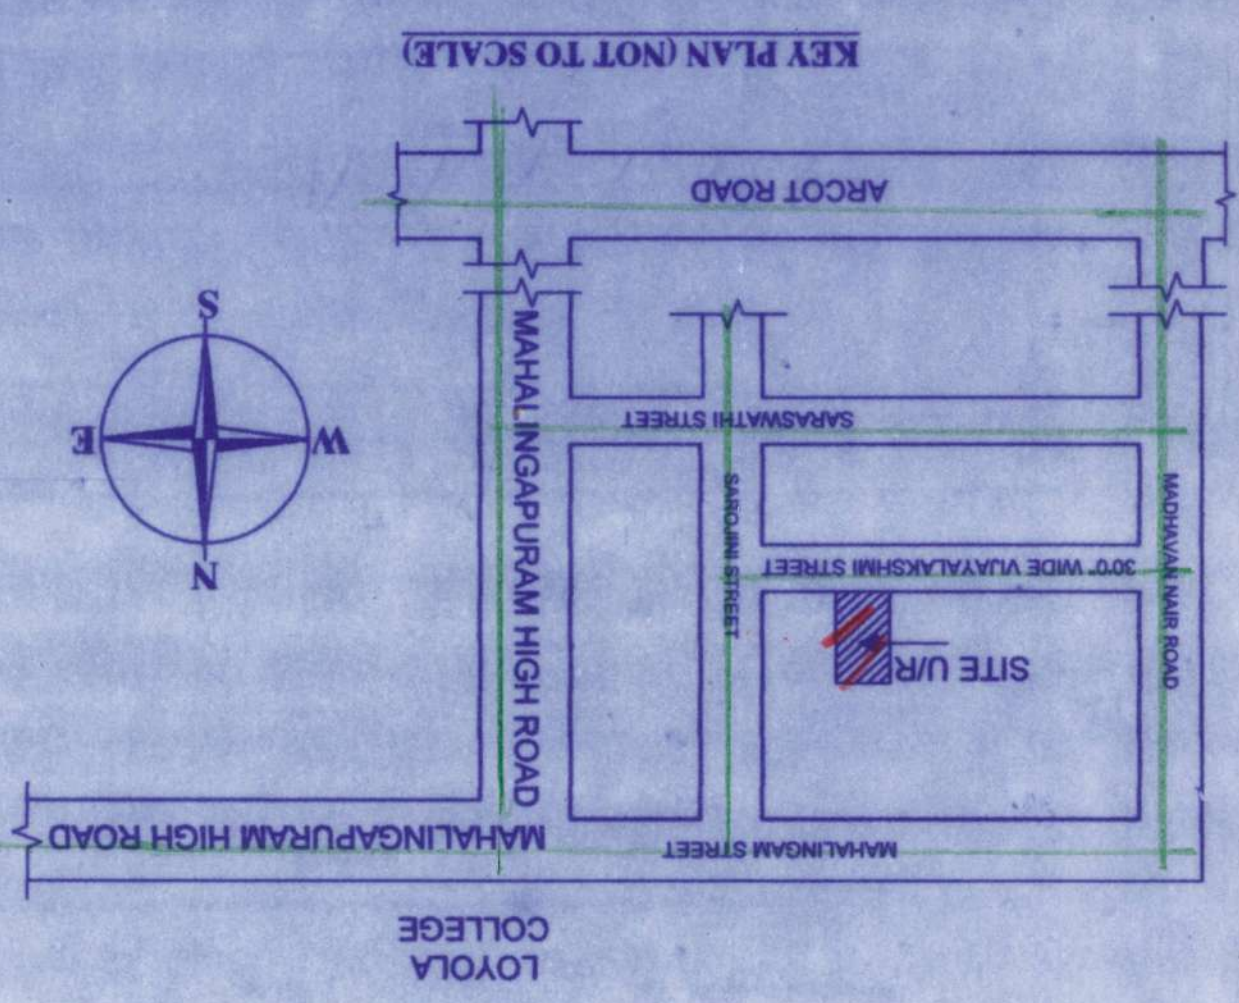 LOYOLA
COLLEGE
MAHALINGAM STREET
MAHALINGAPURAM HIGH ROAD
SITE U/R
30'0" WIDE VIJAYALAKSHMI STREET
MADHAVAN NAIR ROAD
SAROJINI STREET
MAHALINGAPURAM HIGH ROAD
N
W
E
S
SARASWATHI STREET
ARCOT ROAD
KEY PLAN (NOT TO SCALE)